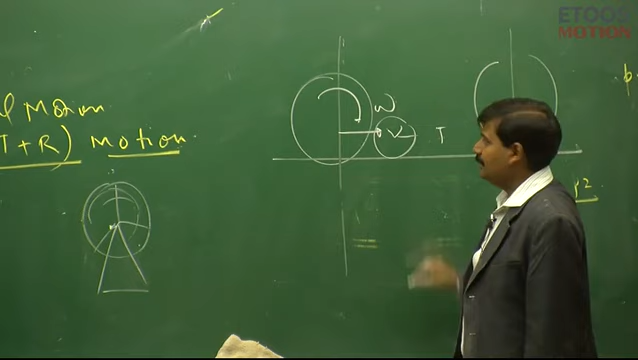 ETOOS
MOTION
l Motion
(T + R) Motion
ω
V
T